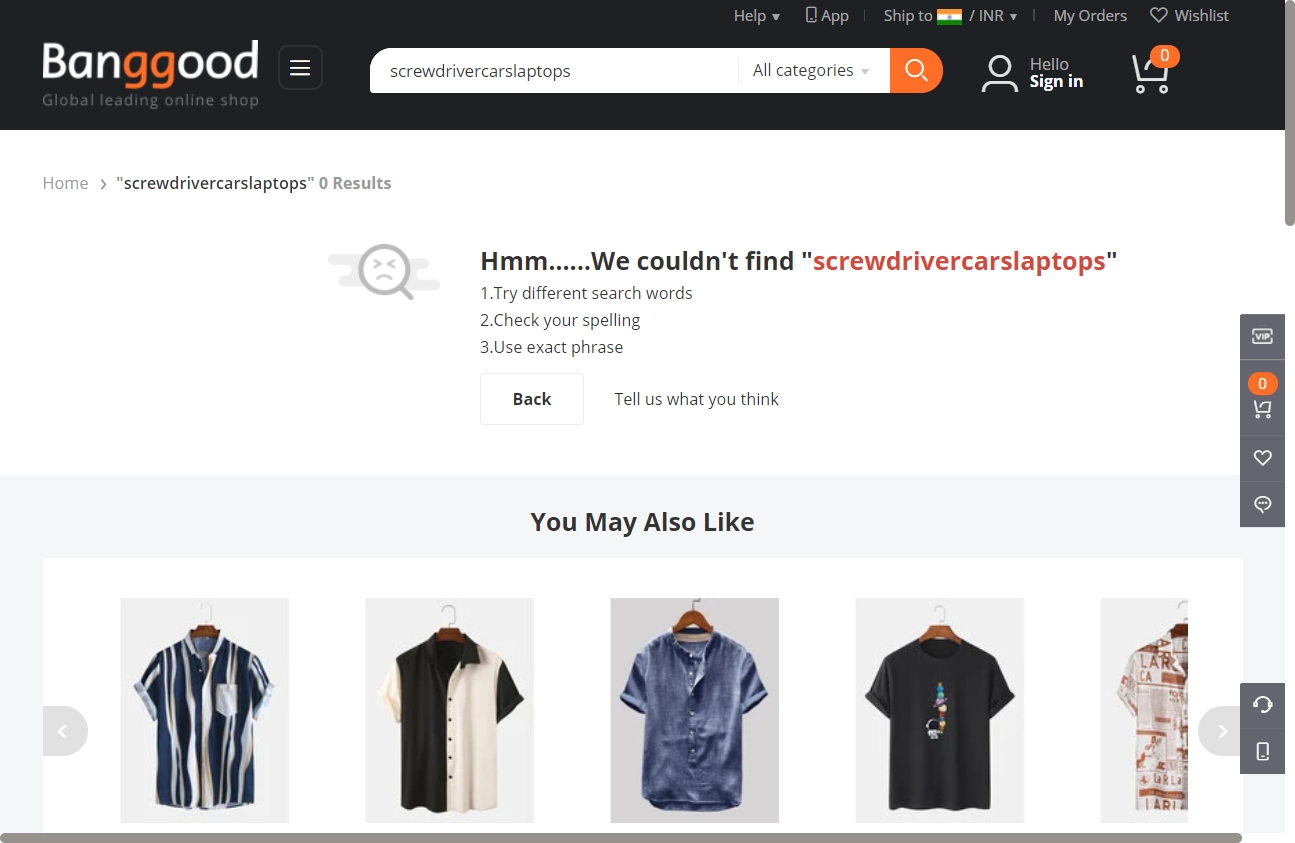 Help App Ship to / INR My Orders Wishlist
Banggood
Global leading online shop
screwdrivercarslaptops All categories
Hello
Sign in
0
Home "screwdrivercarslaptops" 0 Results
Hmm......We couldn't find "screwdrivercarslaptops"
1.Try different search words
2.Check your spelling
3.Use exact phrase
Back Tell us what you think
VIP
0
You May Also Like